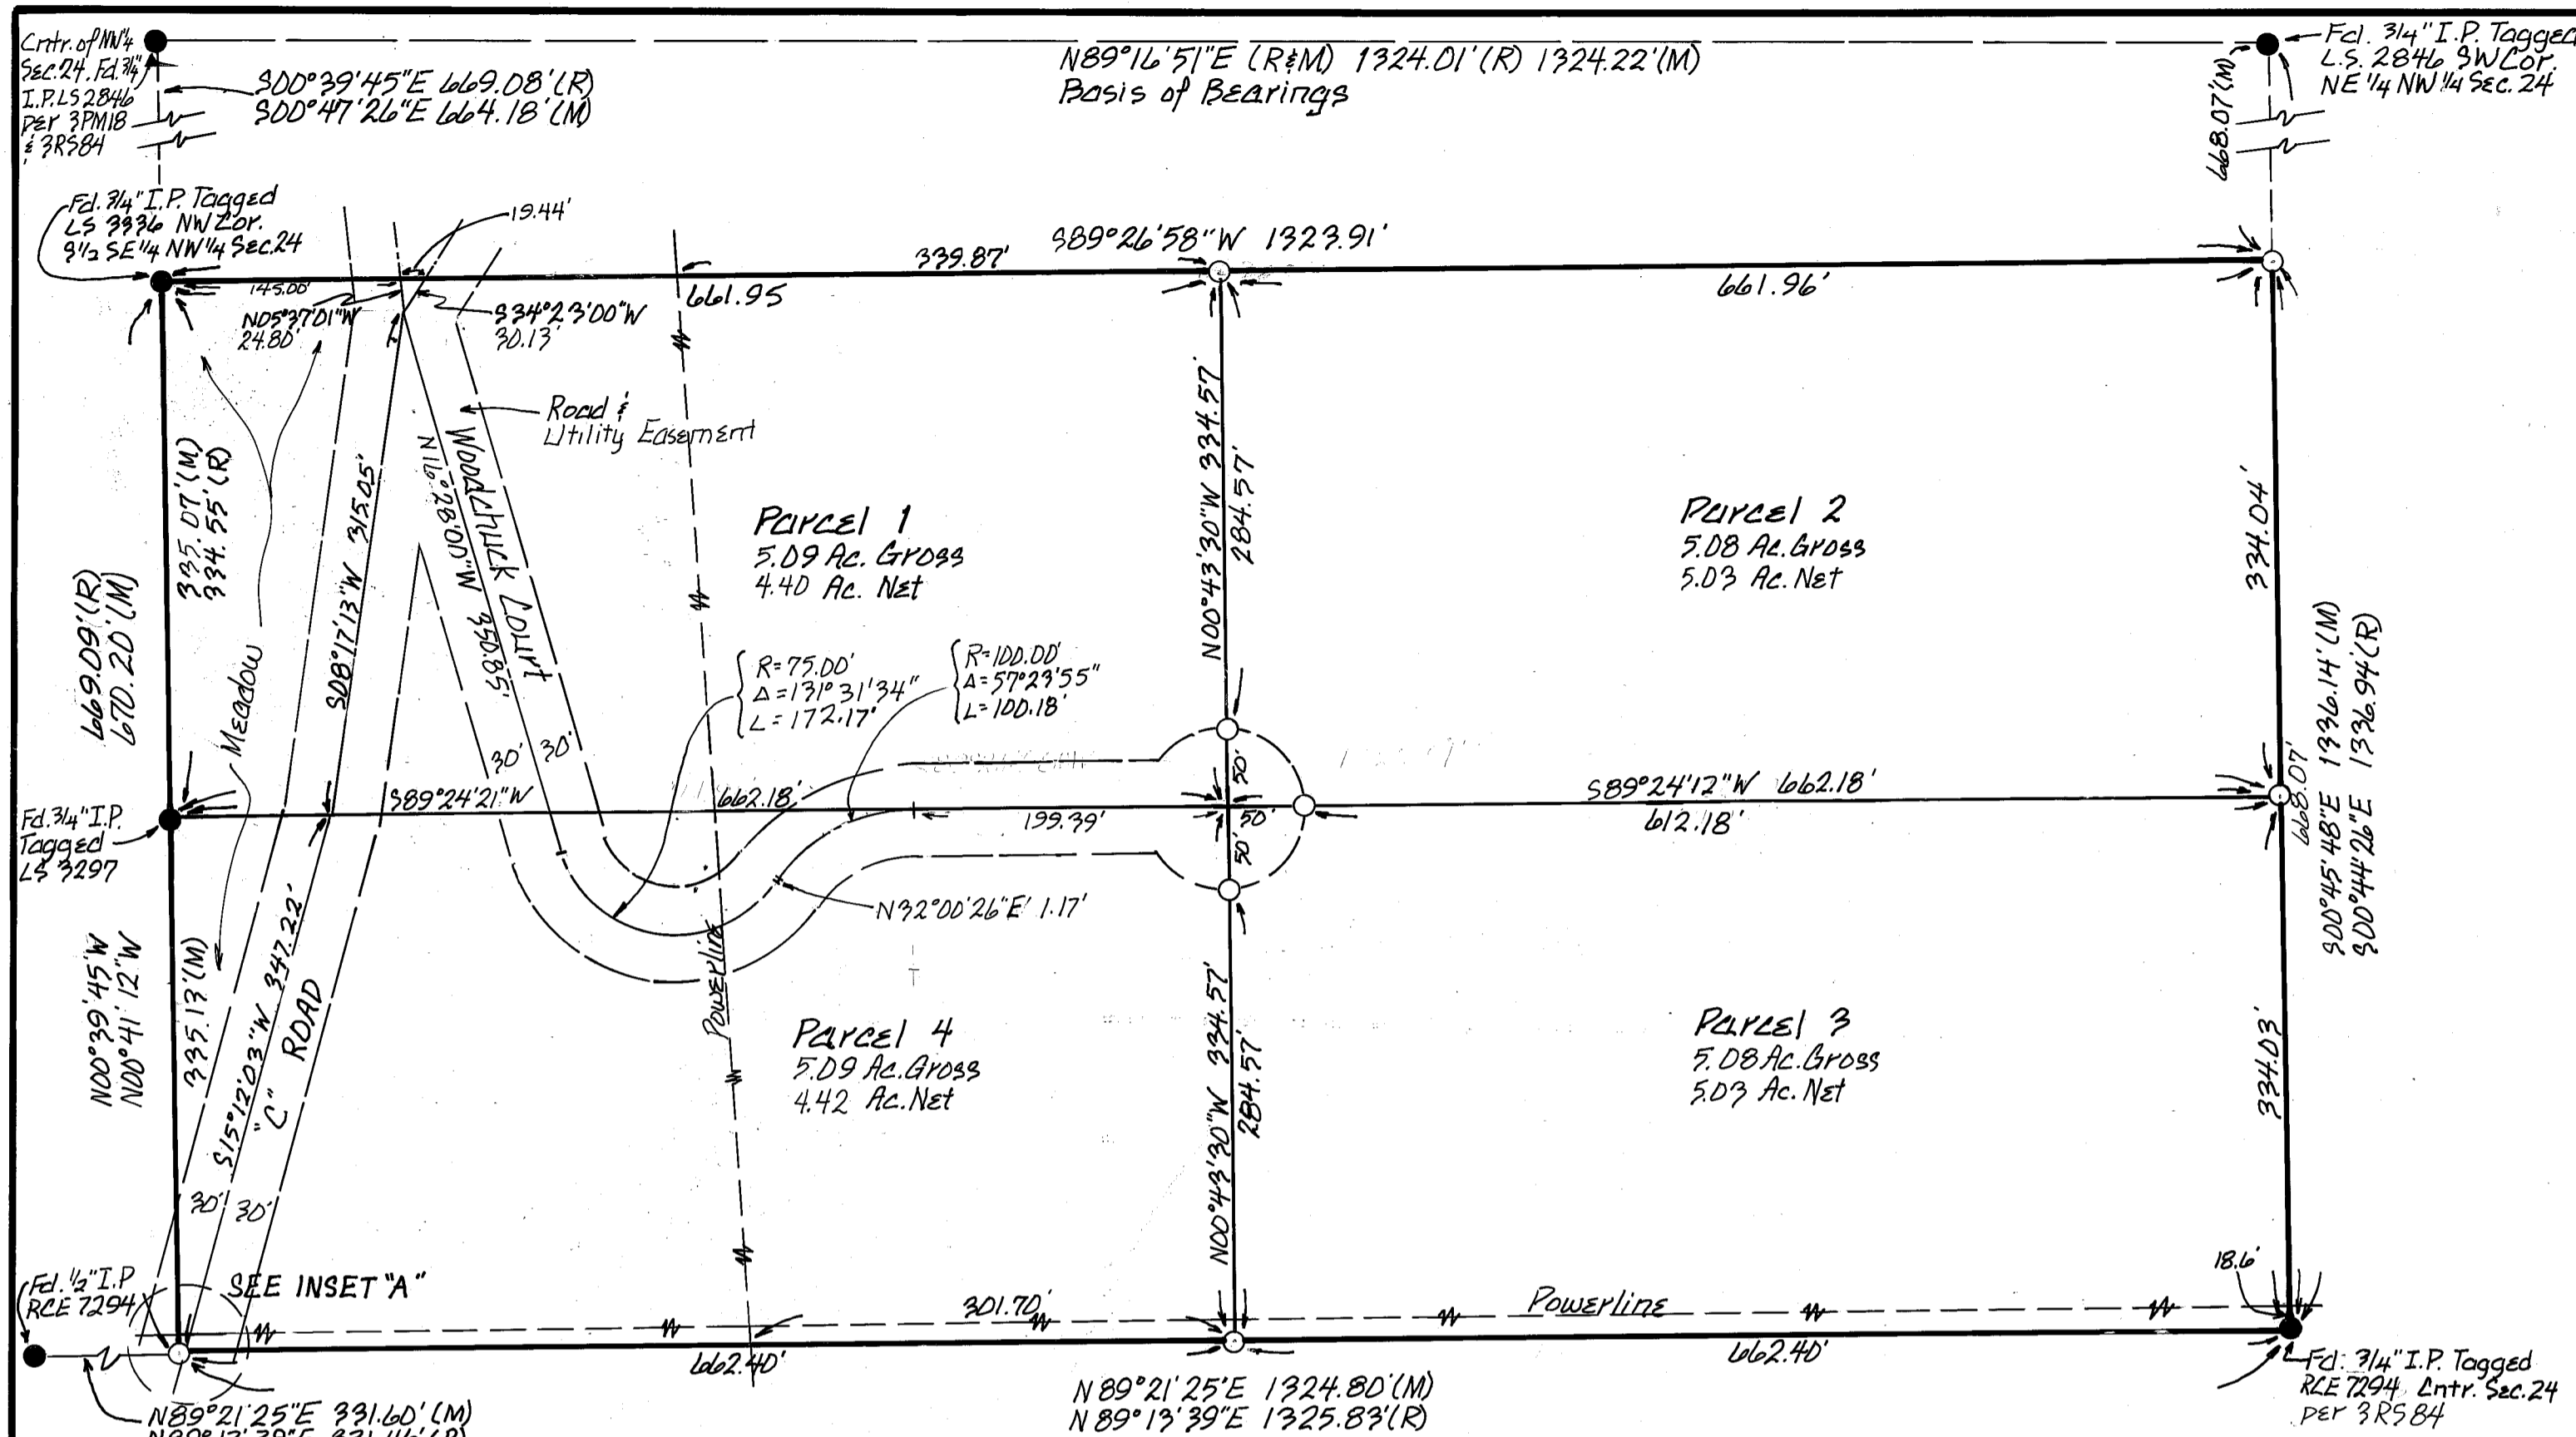 Cntr. of NW 1/4
Sec. 24. Fd. 3/4"
I.P. LS 2846
per 3PM18
& 3RS84
S00°39'45"E 669.08'(R)
S00°47'26"E 664.18'(M)
N89°16'51"E (R&M) 1324.01'(R) 1324.22'(M)
Basis of Bearings
Fd. 3/4" I.P. Tagged
L.S. 2846 SW Cor.
NE 1/4 NW 1/4 Sec. 24
668.07'(M)
Fd. 3/4" I.P. Tagged
LS 3336 NW Cor.
S 1/2 SE 1/4 NW 1/4 Sec. 24
19.44'
339.87'
S89°26'58"W 1323.91'
145.00'
661.95
661.96'
N05°37'01"W
24.80'
S34°23'00"W
30.13'
Road &
Utility Easement
Woodchuck Court
N16°28'00"W 350.85'
S08°17'13"W 315.05'
335.07'(M)
334.55'(R)
669.09'(R)
670.20'(M)
Meadow
Parcel 1
5.09 Ac. Gross
4.40 Ac. Net
N00°43'30"W 334.57'
284.57'
Parcel 2
5.08 Ac. Gross
5.03 Ac. Net
334.04'
R=75.00'
Δ=131°31'34"
L=172.17'
R=100.00'
Δ=57°23'55"
L=100.18'
30' 30'
S00°45'48"E 1336.14'(M)
S00°44'26"E 1336.94'(R)
668.07'
Fd. 3/4" I.P.
Tagged
LS 3297
S89°24'21"W
662.18'
199.39'
50'
50'
50'
S89°24'12"W 662.18'
612.18'
N32°00'26"E 1.17'
N00°39'45"W
N00°41'12"W
335.13'(M)
S15°12'03"W 347.22'
"C" ROAD
Powerline
Parcel 4
5.09 Ac. Gross
4.42 Ac. Net
N00°43'30"W 334.57'
284.57'
Parcel 3
5.08 Ac. Gross
5.03 Ac. Net
334.03'
30' 30'
Fd. 1/2" I.P
RCE 7294
SEE INSET "A"
301.70'
Powerline
18.6'
662.40'
662.40'
Fd. 3/4" I.P. Tagged
RCE 7294 Cntr. Sec. 24
per 3RS84
N89°21'25"E 331.60'(M)
N89°21'25"E 1324.80'(M)
N89°13'39"E 1325.83'(R)